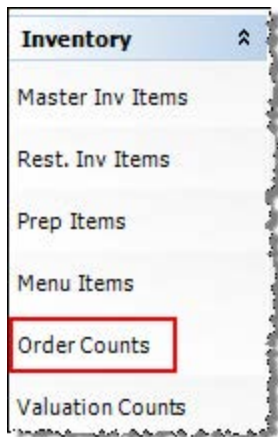 Inventory
Master Inv Items
Rest. Inv Items
Prep Items
Menu Items
Order Counts
Valuation Counts